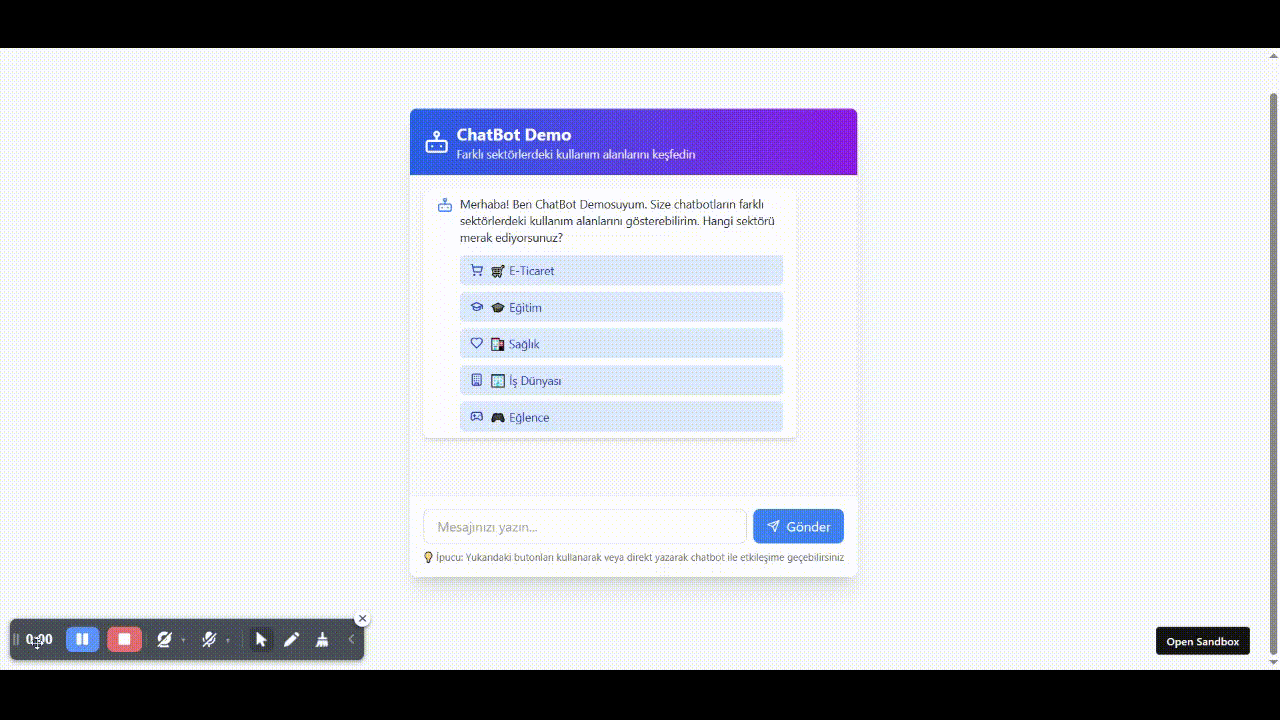 ChatBot Demo
Farklı sektörlerdeki kullanım alanlarını keşfedin
Merhaba! Ben ChatBot Demosuyum. Size chatbotların farklı
sektörlerdeki kullanım alanlarını gösterebilirim. Hangi sektörü
merak ediyorsunuz?
🛒 E-Ticaret
🎓 Eğitim
🏥 Sağlık
💹 İş Dünyası
🎮 Eğlence
Mesajınızı yazın...
Gönder
💡 İpucu: Yukarıdaki butonları kullanarak veya direkt yazarak chatbot ile etkileşime geçebilirsiniz
0:00
Open Sandbox